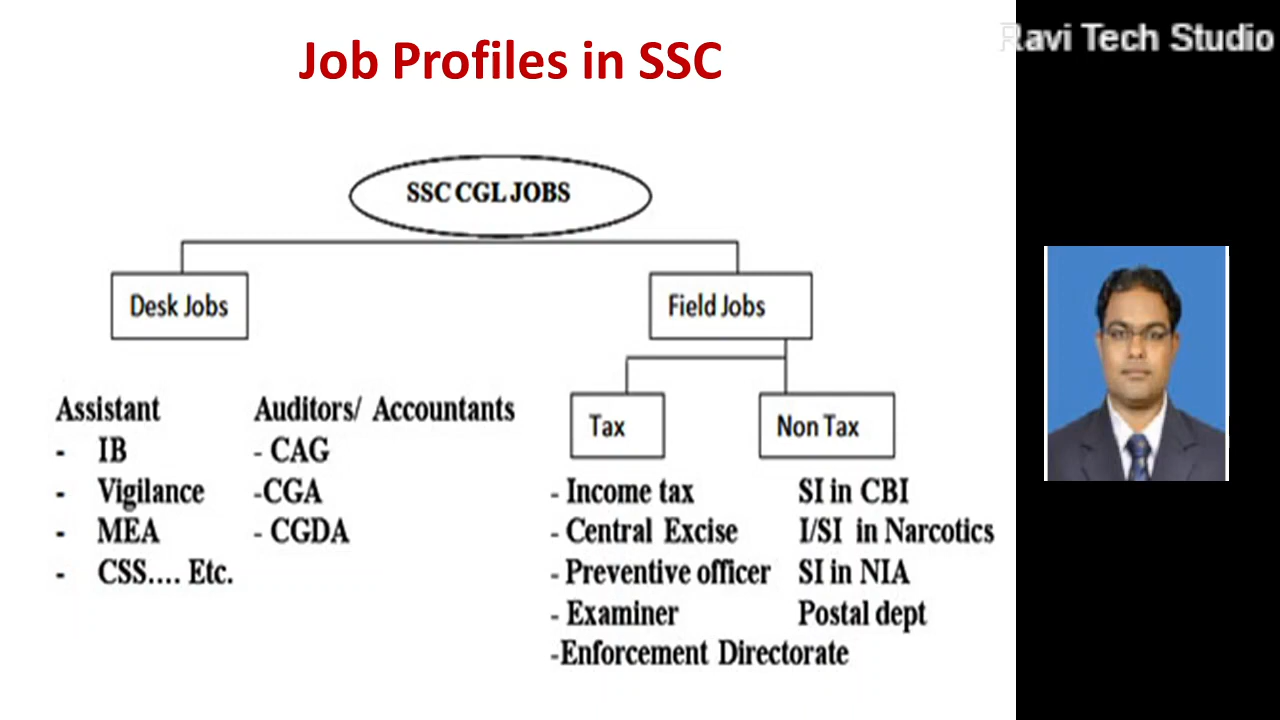 Job Profiles in SSC
Ravi Tech Studio
SSC CGL JOBS
Desk Jobs
Field Jobs
Assistant
- IB
- Vigilance
- MEA
- CSS.... Etc.
Auditors/ Accountants
- CAG
-CGA
- CGDA
Tax
- Income tax
- Central Excise
- Preventive officer
- Examiner
-Enforcement Directorate
Non Tax
SI in CBI
I/SI in Narcotics
SI in NIA
Postal dept